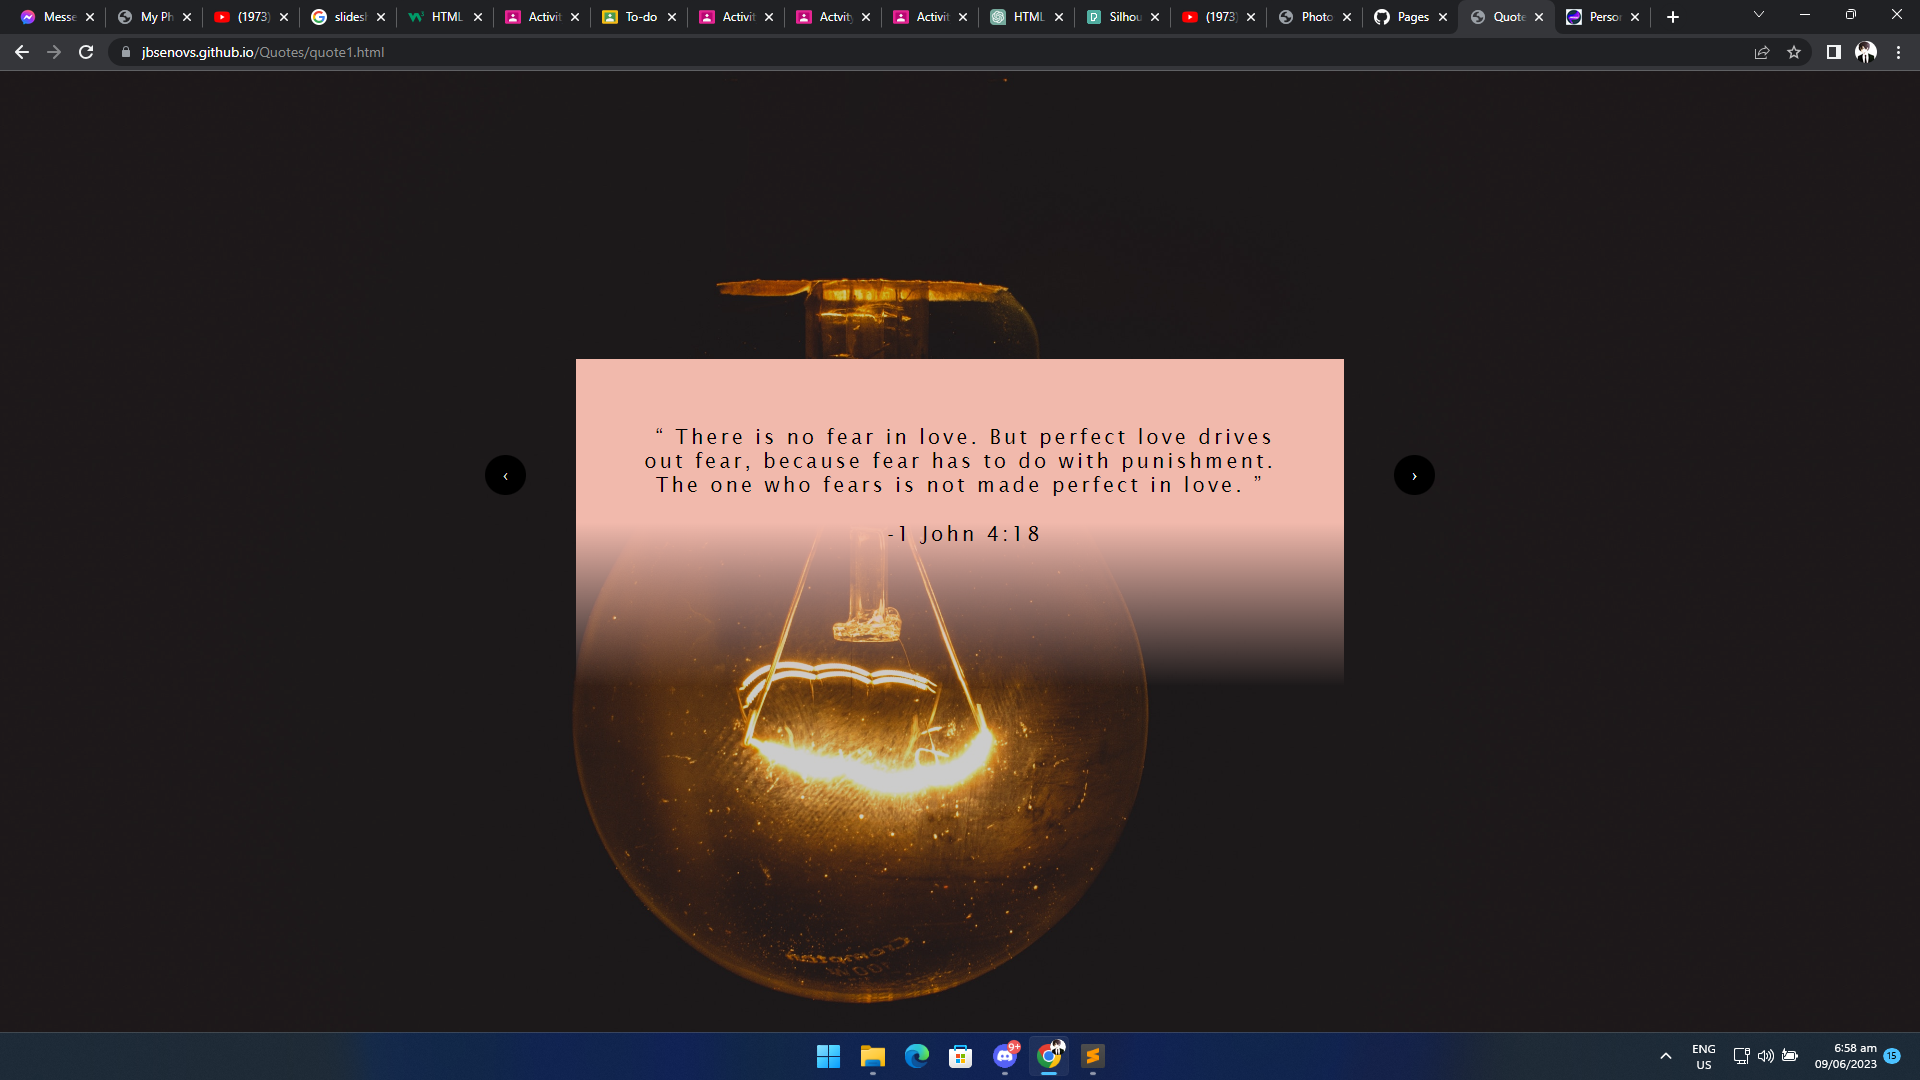 Messe
My Ph
(1973)
slidesh
HTML
Activit
To-do
Activit
Actvity
Activit
HTML
Silhou
(1973)
Photo
Pages
Quote
Person
jbsenovs.github.io/Quotes/quote1.html
“ There is no fear in love. But perfect love drives
out fear, because fear has to do with punishment.
The one who fears is not made perfect in love. ”
-1 John 4:18
‹
›
9+
ENG
US
6:58 am
09/06/2023
15